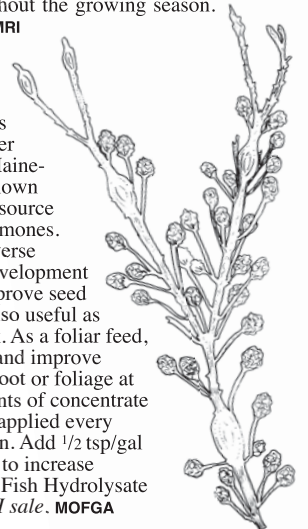 hout the growing season.
MRI
s
er
Maine-
own
source
mones.
verse
velopment
prove seed
so useful as
. As a foliar feed,
and improve
oot or foliage at
nts of concentrate
applied every
n. Add 1/2 tsp/gal
to increase
Fish Hydrolysate
I sale. MOFGA